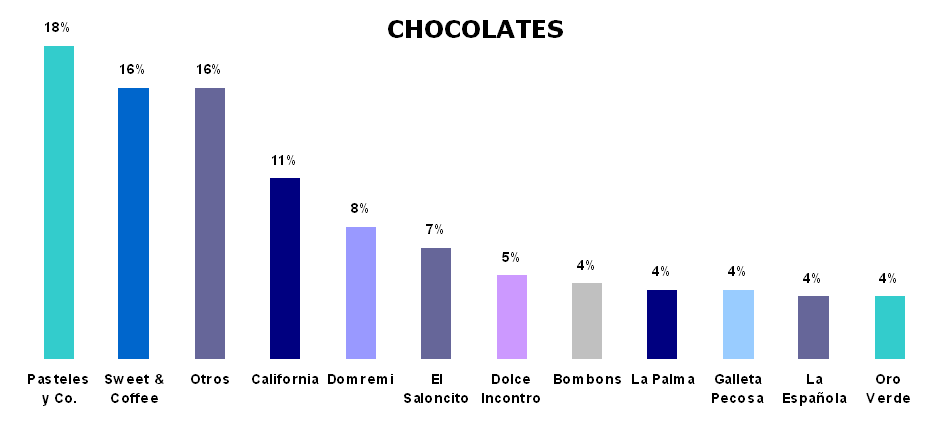 CHOCOLATES
18%
16%
16%
11%
8%
7%
5%
4%
4%
4%
4%
4%
Pasteles y Co.
Sweet & Coffee
Otros
California
Domremi
El Saloncito
Dolce Incontro
Bombons
La Palma
Galleta Pecosa
La Española
Oro Verde